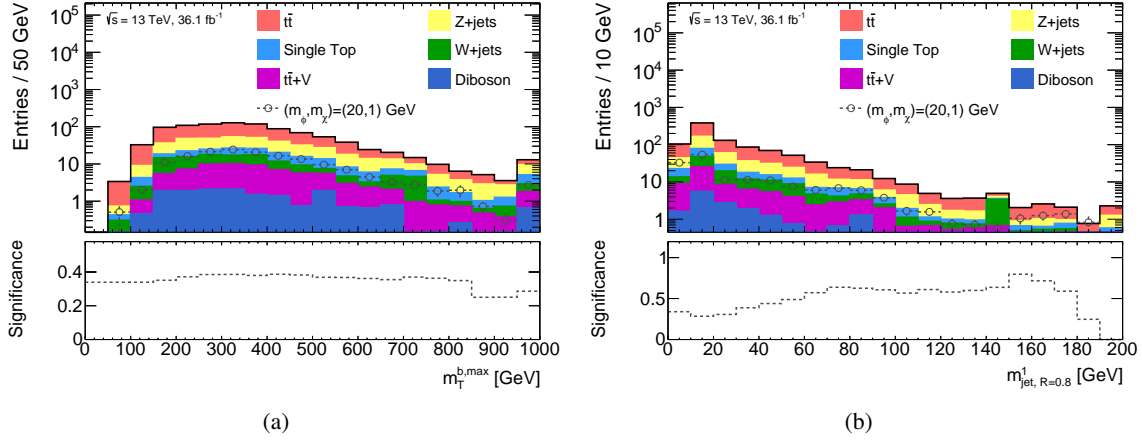 √s = 13 TeV, 36.1 fb⁻¹
tt̄
Z+jets
Single Top
W+jets
tt̄+V
Diboson
(m_ϕ,m_χ)=(20,1) GeV
Entries / 50 GeV
10⁵
10⁴
10³
10²
10
1
Significance
0.4
0.2
0
0 100 200 300 400 500 600 700 800 900 1000
m_T^{b,max} [GeV]
(a)
√s = 13 TeV, 36.1 fb⁻¹
tt̄
Z+jets
Single Top
W+jets
tt̄+V
Diboson
(m_ϕ,m_χ)=(20,1) GeV
Entries / 10 GeV
10⁵
10⁴
10³
10²
10
1
Significance
1
0.5
0
0 20 40 60 80 100 120 140 160 180 200
m^1_{jet, R=0.8} [GeV]
(b)